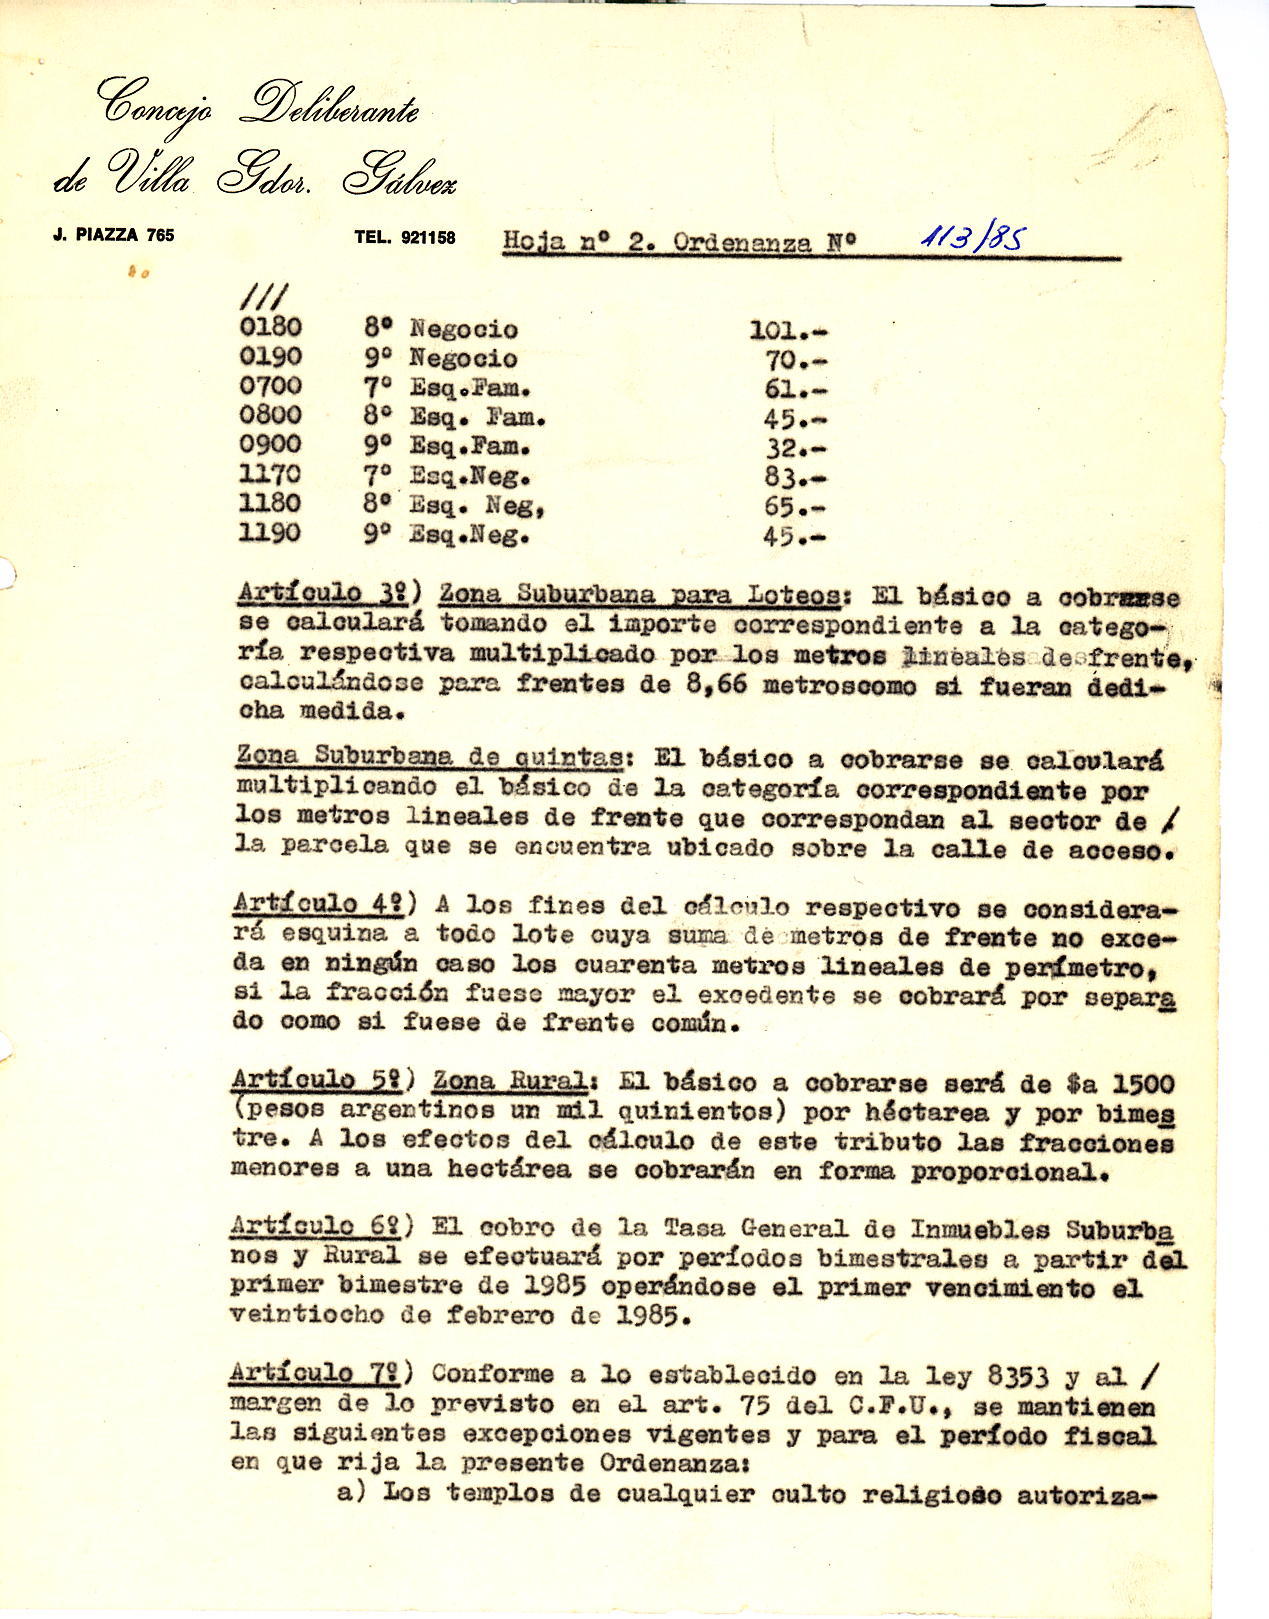 Concejo Deliberante
de Villa Gdor. Gálvez
J. PIAZZA 765 TEL. 921158
Hoja nº 2. Ordenanza Nº 113/85
///
0180 8º Negocio 101.-
0190 9º Negocio 70.-
0700 7º Esq.Fam. 61.-
0800 8º Esq. Fam. 45.-
0900 9º Esq.Fam. 32.-
1170 7º Esq.Neg. 83.-
1180 8º Esq. Neg, 65.-
1190 9º Esq.Neg. 45.-
Artículo 3º) Zona Suburbana para Loteos: El básico a cobrarse
se calculará tomando el importe correspondiente a la catego-
ría respectiva multiplicado por los metros lineales de frente,
calculándose para frentes de 8,66 metroscomo si fueran dedi-
cha medida.
Zona Suburbana de quintas: El básico a cobrarse se calculará
multiplicando el básico de la categoría correspondiente por
los metros lineales de frente que correspondan al sector de /
la parcela que se encuentra ubicado sobre la calle de acceso.
Artículo 4º) A los fines del cálculo respectivo se considera-
rá esquina a todo lote cuya suma de metros de frente no exce-
da en ningún caso los cuarenta metros lineales de perímetro,
si la fracción fuese mayor el excedente se cobrará por separa
do como si fuese de frente común.
Artículo 5º) Zona Rural: El básico a cobrarse será de $a 1500
(pesos argentinos un mil quinientos) por héctarea y por bimes
tre. A los efectos del cálculo de este tributo las fracciones
menores a una hectárea se cobrarán en forma proporcional.
Artículo 6º) El cobro de la Tasa General de Inmuebles Suburba
nos y Rural se efectuará por períodos bimestrales a partir del
primer bimestre de 1985 operándose el primer vencimiento el
veintiocho de febrero de 1985.
Artículo 7º) Conforme a lo establecido en la ley 8353 y al /
margen de lo previsto en el art. 75 del C.F.U., se mantienen
las siguientes excepciones vigentes y para el período fiscal
en que rija la presente Ordenanza:
a) Los templos de cualquier culto religioso autoriza-